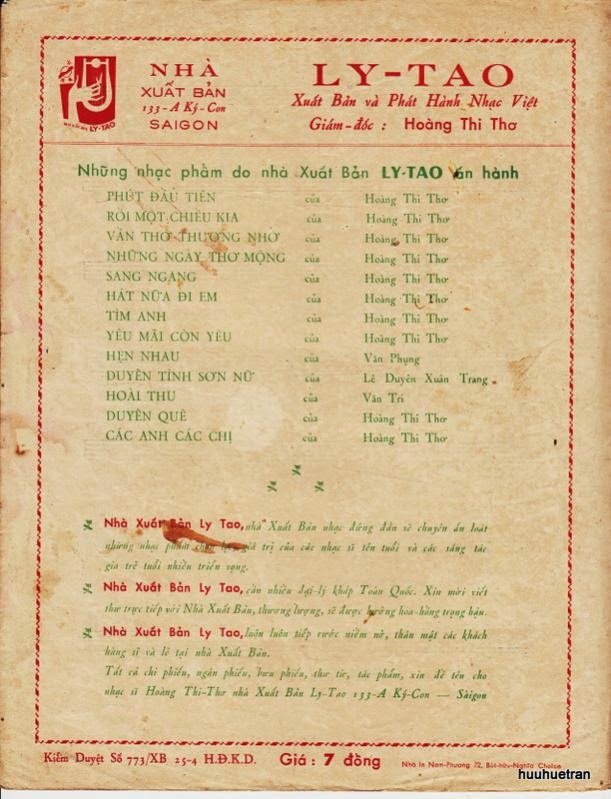 NHÀ
XUẤT BẢN
133-A Ký-Con
SAIGON
LY-TAO
LY-TAO
Xuất Bản và Phát Hành Nhạc Việt
Giám-đốc : Hoàng Thi Thơ
Những nhạc phẩm do nhà Xuất Bản LY-TAO ấn hành
PHÚT ĐẦU TIÊN của Hoàng Thi Thơ
RỒI MỘT CHIỀU KIA của Hoàng Thi Thơ
VẦN THƠ THƯƠNG NHỚ của Hoàng Thi Thơ
NHỮNG NGÀY THƠ MỘNG của Hoàng Thi Thơ
SANG NGANG của Hoàng Thi Thơ
HÁT NỮA ĐI EM của Hoàng Thi Thơ
TÌM ANH của Hoàng Thi Thơ
YÊU MÃI CÒN YÊU của Hoàng Thi Thơ
HẸN NHAU của Văn Phụng
DUYÊN TÌNH SƠN NỮ của Lê Duyên Xuân Trang
HOÀI THU của Văn Trí
DUYÊN QUÊ của Hoàng Thi Thơ
CÁC ANH CÁC CHỊ của Hoàng Thi Thơ
Nhà Xuất Bản Ly Tao, nhà Xuất Bản nhạc đứng đắn sẽ chuyên ấn loát
những nhạc phẩm chọn lọc, giá trị của các nhạc sĩ tên tuổi và các sáng tác
gia trẻ tuổi nhiều triển vọng.
Nhà Xuất Bản Ly Tao, cần nhiều đại-lý khắp Toàn Quốc. Xin mời viết
thư trực tiếp với Nhà Xuất Bản, thương lượng, sẽ được hưởng hoa-hồng trọng hậu.
Nhà Xuất Bản Ly Tao, luôn luôn tiếp rước niềm nở, thân mật các khách
hàng sĩ và lẻ tại nhà Xuất Bản.
Tất cả chi phiếu, ngân phiếu, bưu phiếu, thư từ, tác phẩm, xin đề tên cho
nhạc sĩ Hoàng Thi-Thơ nhà Xuất Bản Ly-Tao 133-A Ký-Con — Sàigon
Kiểm Duyệt Số 773/XB 25-4 H.Đ.K.D. Giá : 7 đồng Nhà In Nam-Phương 72, Bùi-hữu-Nghĩa Cholon
huuhuetran